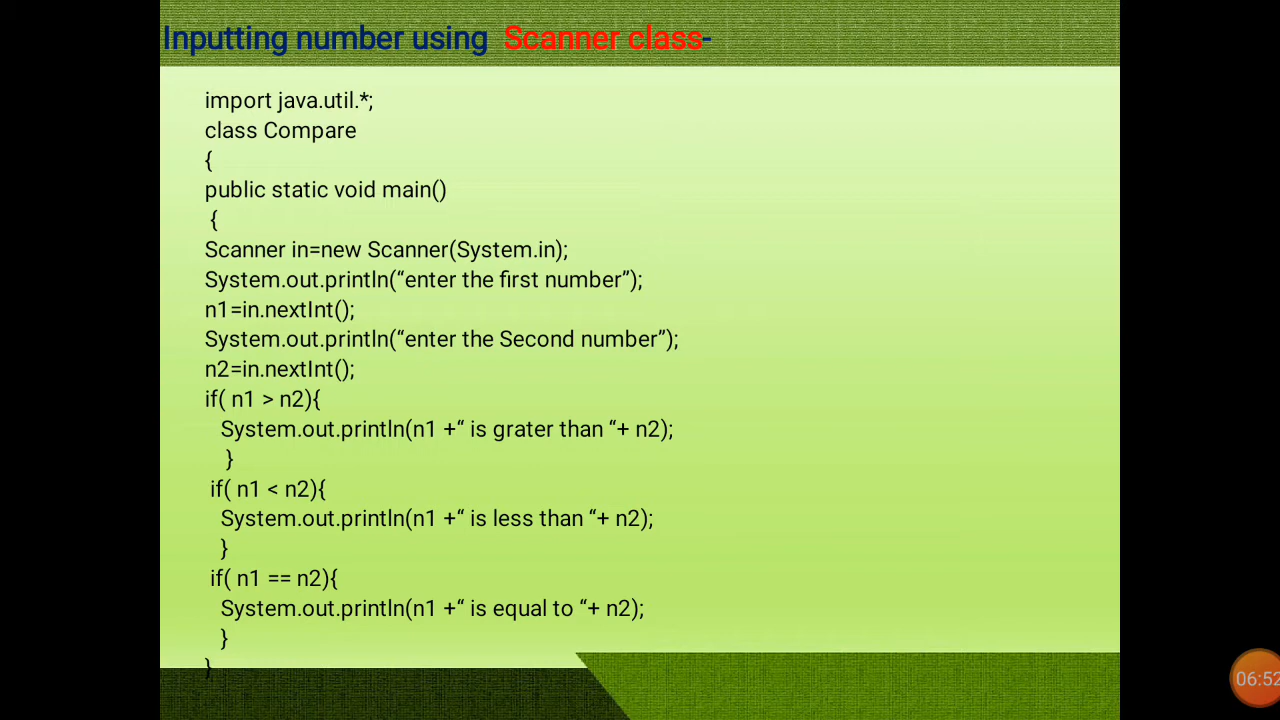 Inputting number using Scanner class-
import java.util.*;
class Compare
{
public static void main()
{
Scanner in=new Scanner(System.in);
System.out.println(“enter the first number”);
n1=in.nextInt();
System.out.println(“enter the Second number”);
n2=in.nextInt();
if( n1 > n2){
System.out.println(n1 +“ is grater than “+ n2);
}
if( n1 < n2){
System.out.println(n1 +“ is less than “+ n2);
}
if( n1 == n2){
System.out.println(n1 +“ is equal to “+ n2);
}
}
06:52